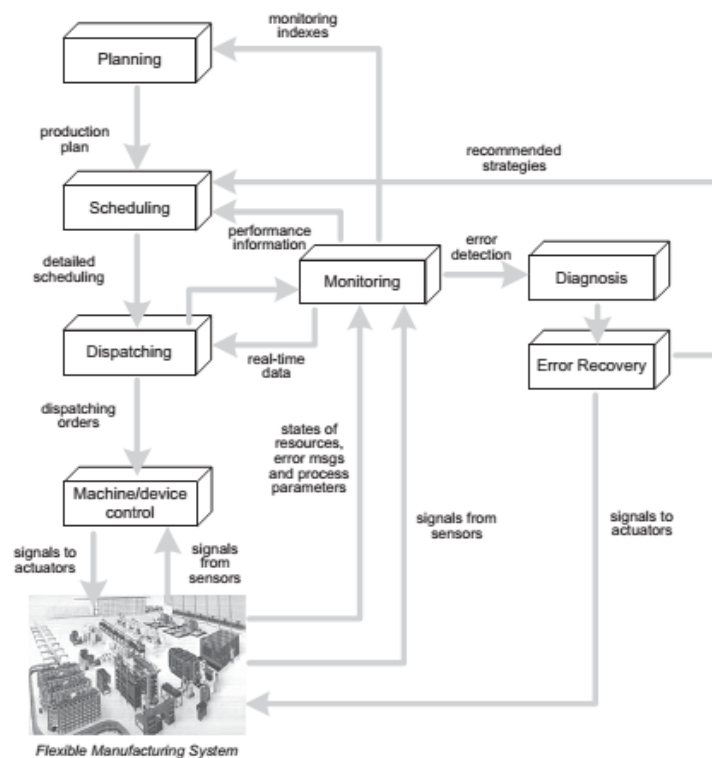 monitoring
indexes
Planning
production
plan
recommended
strategies
Scheduling
performance
information
error
detection
detailed
scheduling
Monitoring
Diagnosis
Dispatching
real-time
data
Error Recovery
dispatching
orders
states of
resources,
error msgs
and process
parameters
Machine/device
control
signals from
sensors
signals to
actuators
signals to
actuators
signals
from
sensors
Flexible Manufacturing System